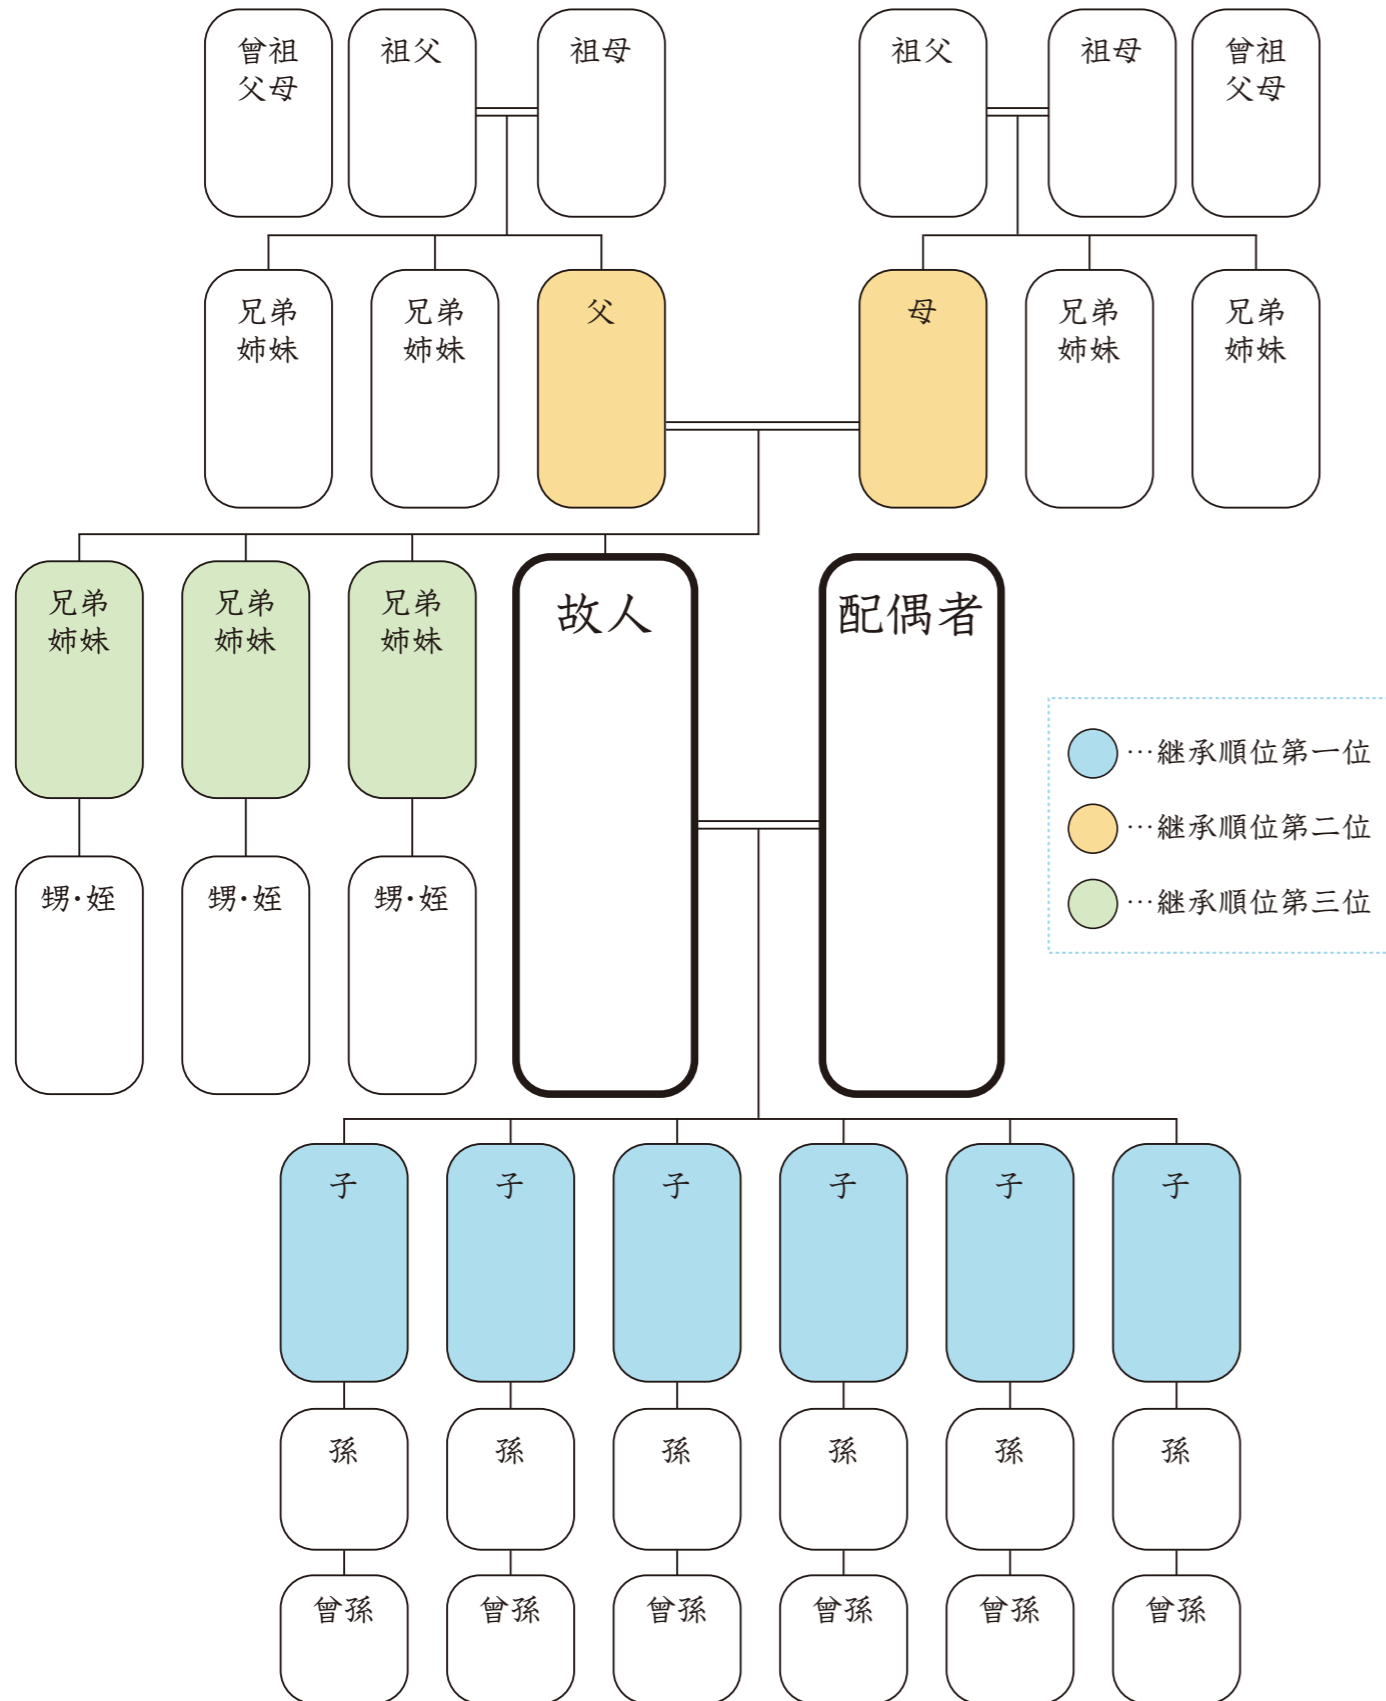 曾祖
父母
祖父
祖母
祖父
祖母
曾祖
父母
兄弟
姉妹
兄弟
姉妹
父
母
兄弟
姉妹
兄弟
姉妹
兄弟
姉妹
兄弟
姉妹
兄弟
姉妹
故人
配偶者
…継承順位第一位
…継承順位第二位
…継承順位第三位
甥・姪
甥・姪
甥・姪
子
子
子
子
子
子
孫
孫
孫
孫
孫
孫
曾孫
曾孫
曾孫
曾孫
曾孫
曾孫